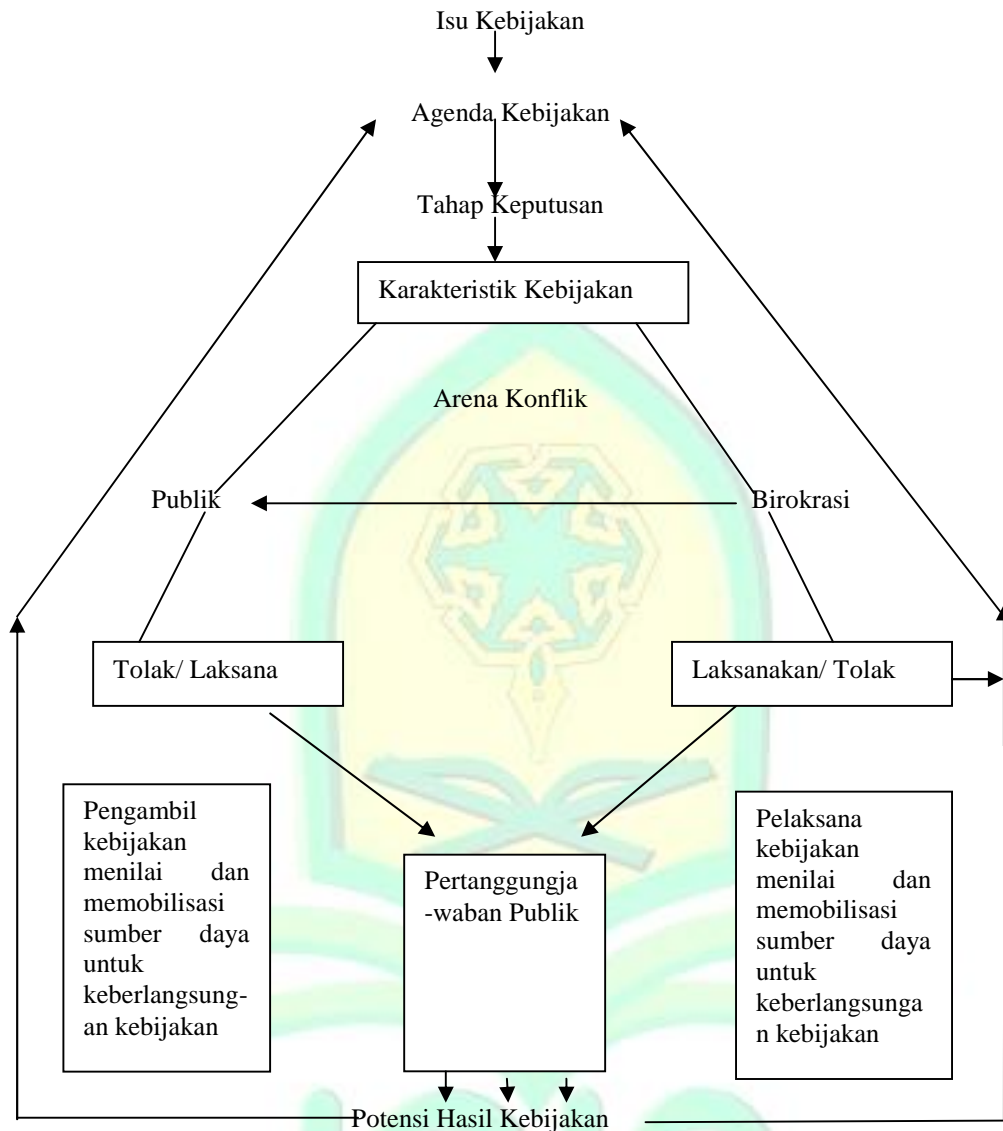 Isu Kebijakan
Agenda Kebijakan
Tahap Keputusan
Karakteristik Kebijakan
Arena Konflik
Publik
Birokrasi
Tolak/ Laksana
Laksanakan/ Tolak
Pengambil
kebijakan
menilai dan
memobilisasi
sumber daya
untuk
keberlangsung-
an kebijakan
Pertanggungja
-waban Publik
Pelaksana
kebijakan
menilai dan
memobilisasi
sumber daya
untuk
keberlangsunga
n kebijakan
Potensi Hasil Kebijakan